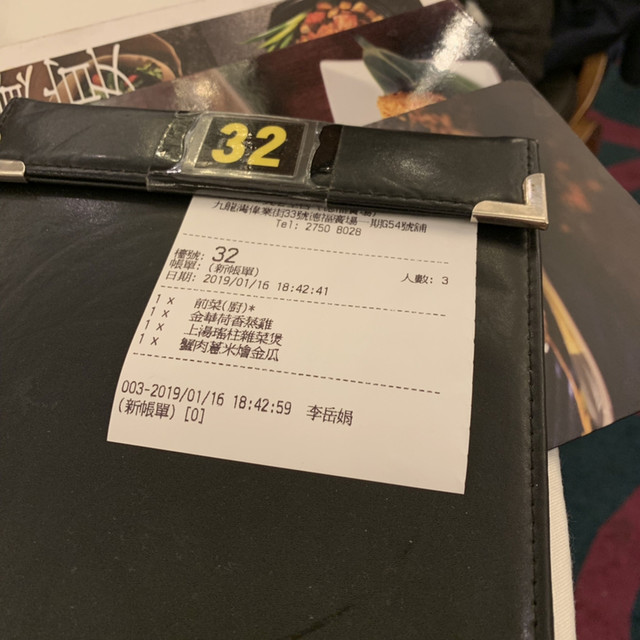 32
九龍灣偉業街33號德福廣場一期G54號舖
Tel: 2750 8028
檯號: 32
帳單: (新帳單)
人數: 3
日期: 2019/01/16 18:42:41
1 x 前菜(廚)*
1 x 金華荷香蒸雞
1 x 上湯瑤柱雜菜煲
1 x 蟹肉薏米燴金瓜
003-2019/01/16 18:42:59 李岳娟
(新帳單) [0]